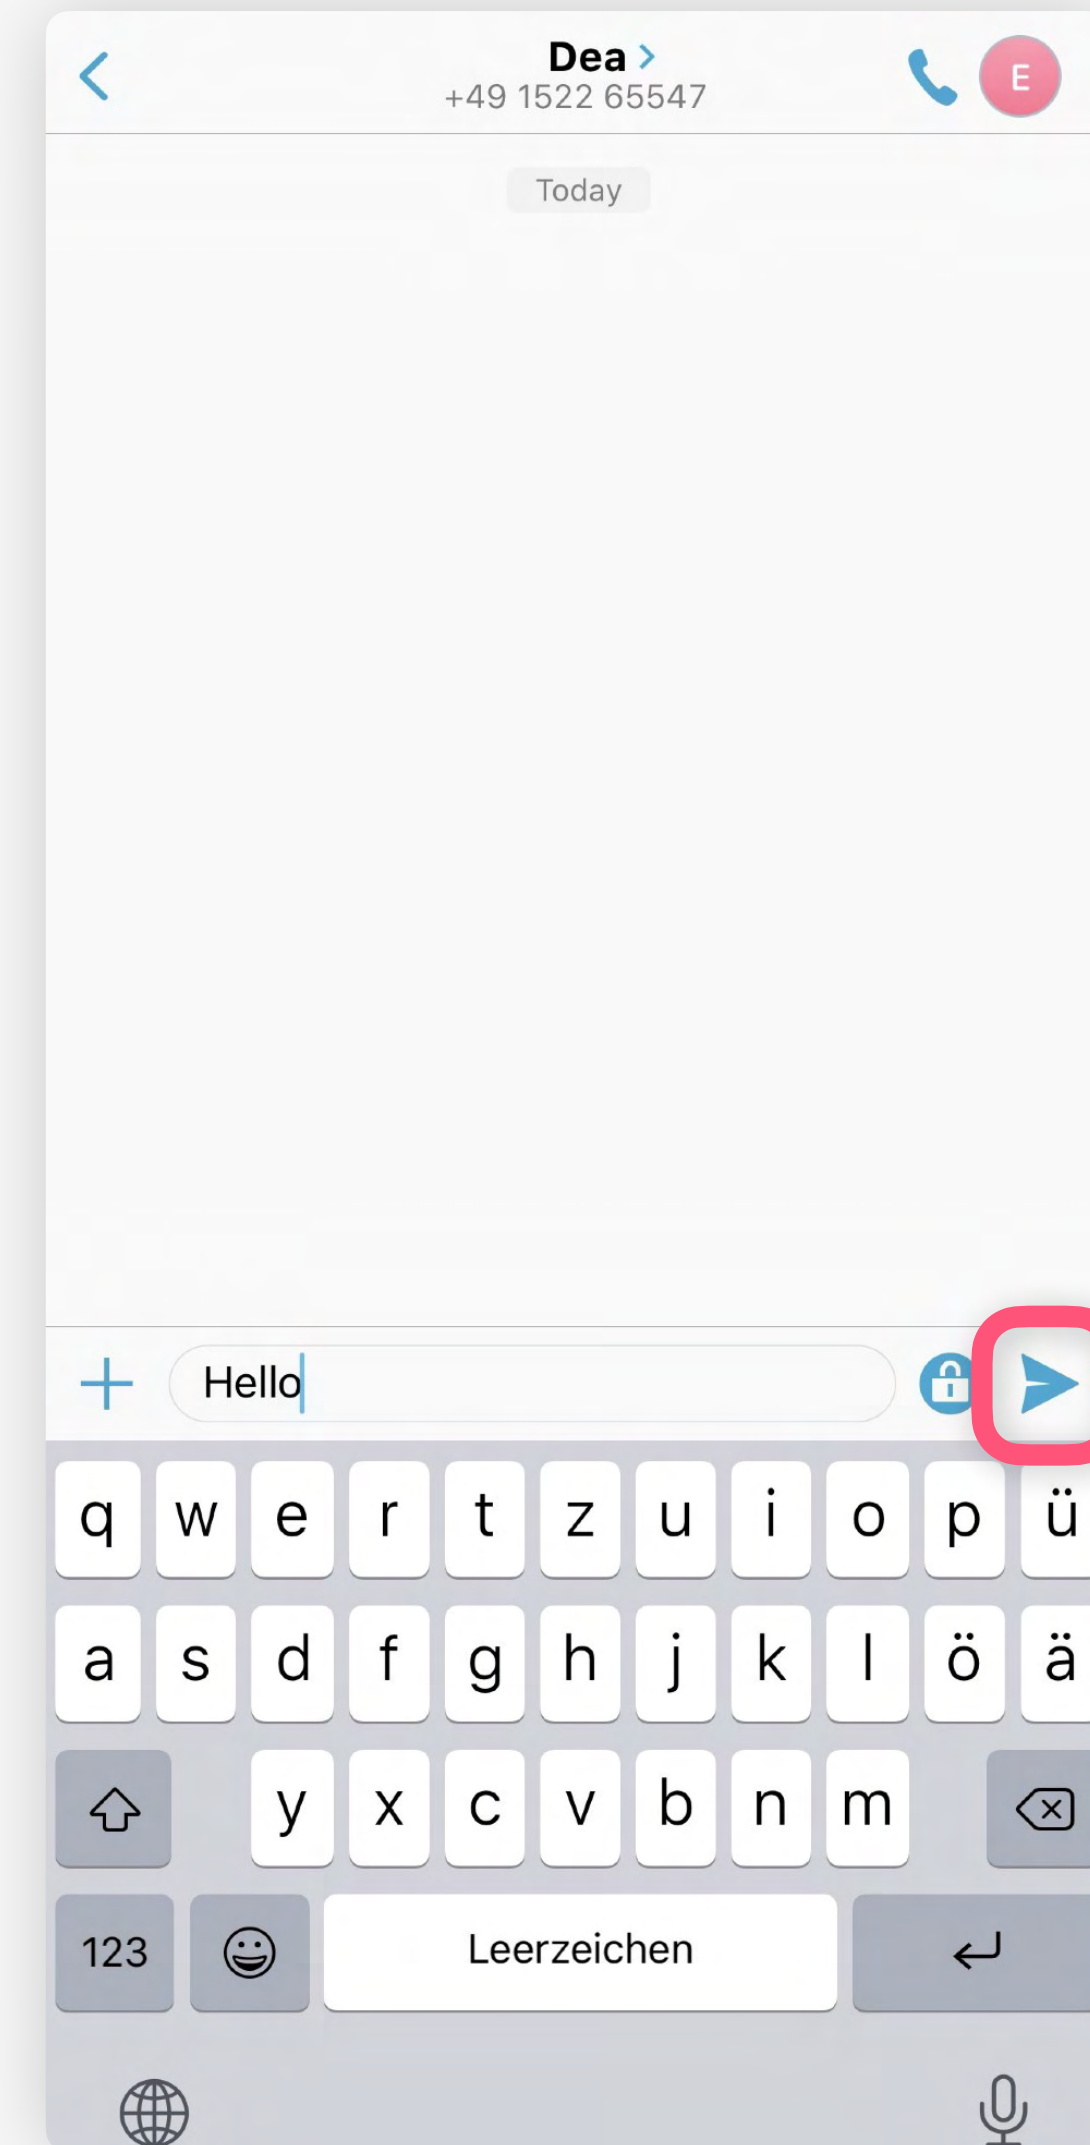 Dea
E
+49 1522 65547
Today
Hello
q w e r t z u i o p ü
a s d f g h j k l ö ä
y x c v b n m
123 Leerzeichen